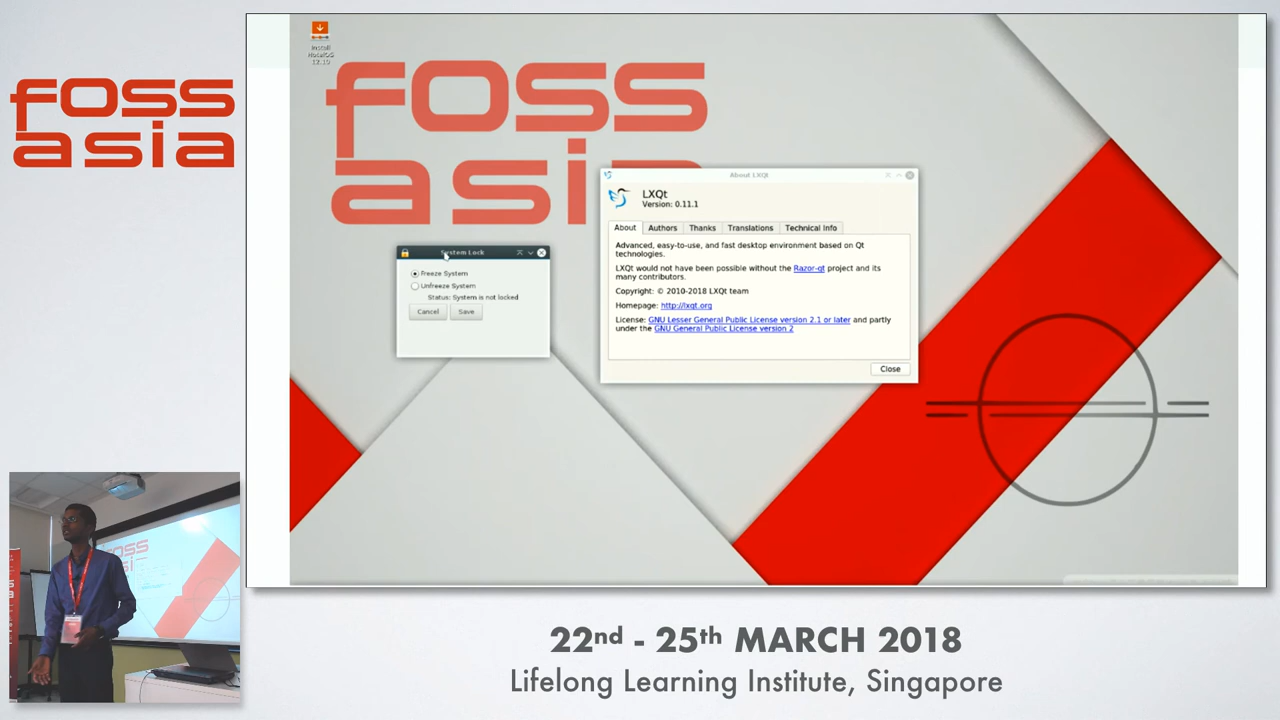 foss
asia
Install
HotelOS
12.10
foss
asi
About LXQt
LXQt
Version: 0.11.1
About Authors Thanks Translations Technical Info
Advanced, easy-to-use, and fast desktop environment based on Qt
technologies.
LXQt would not have been possible without the Razor-qt project and its
many contributors.
Copyright: © 2010-2018 LXQt team
Homepage: http://lxqt.org
License: GNU Lesser General Public License version 2.1 or later and partly
under the GNU General Public License version 2
Close
System Lock
Freeze System
Unfreeze System
Status: System is not locked
Cancel Save
foss
asia
22nd - 25th MARCH 2018
Lifelong Learning Institute, Singapore